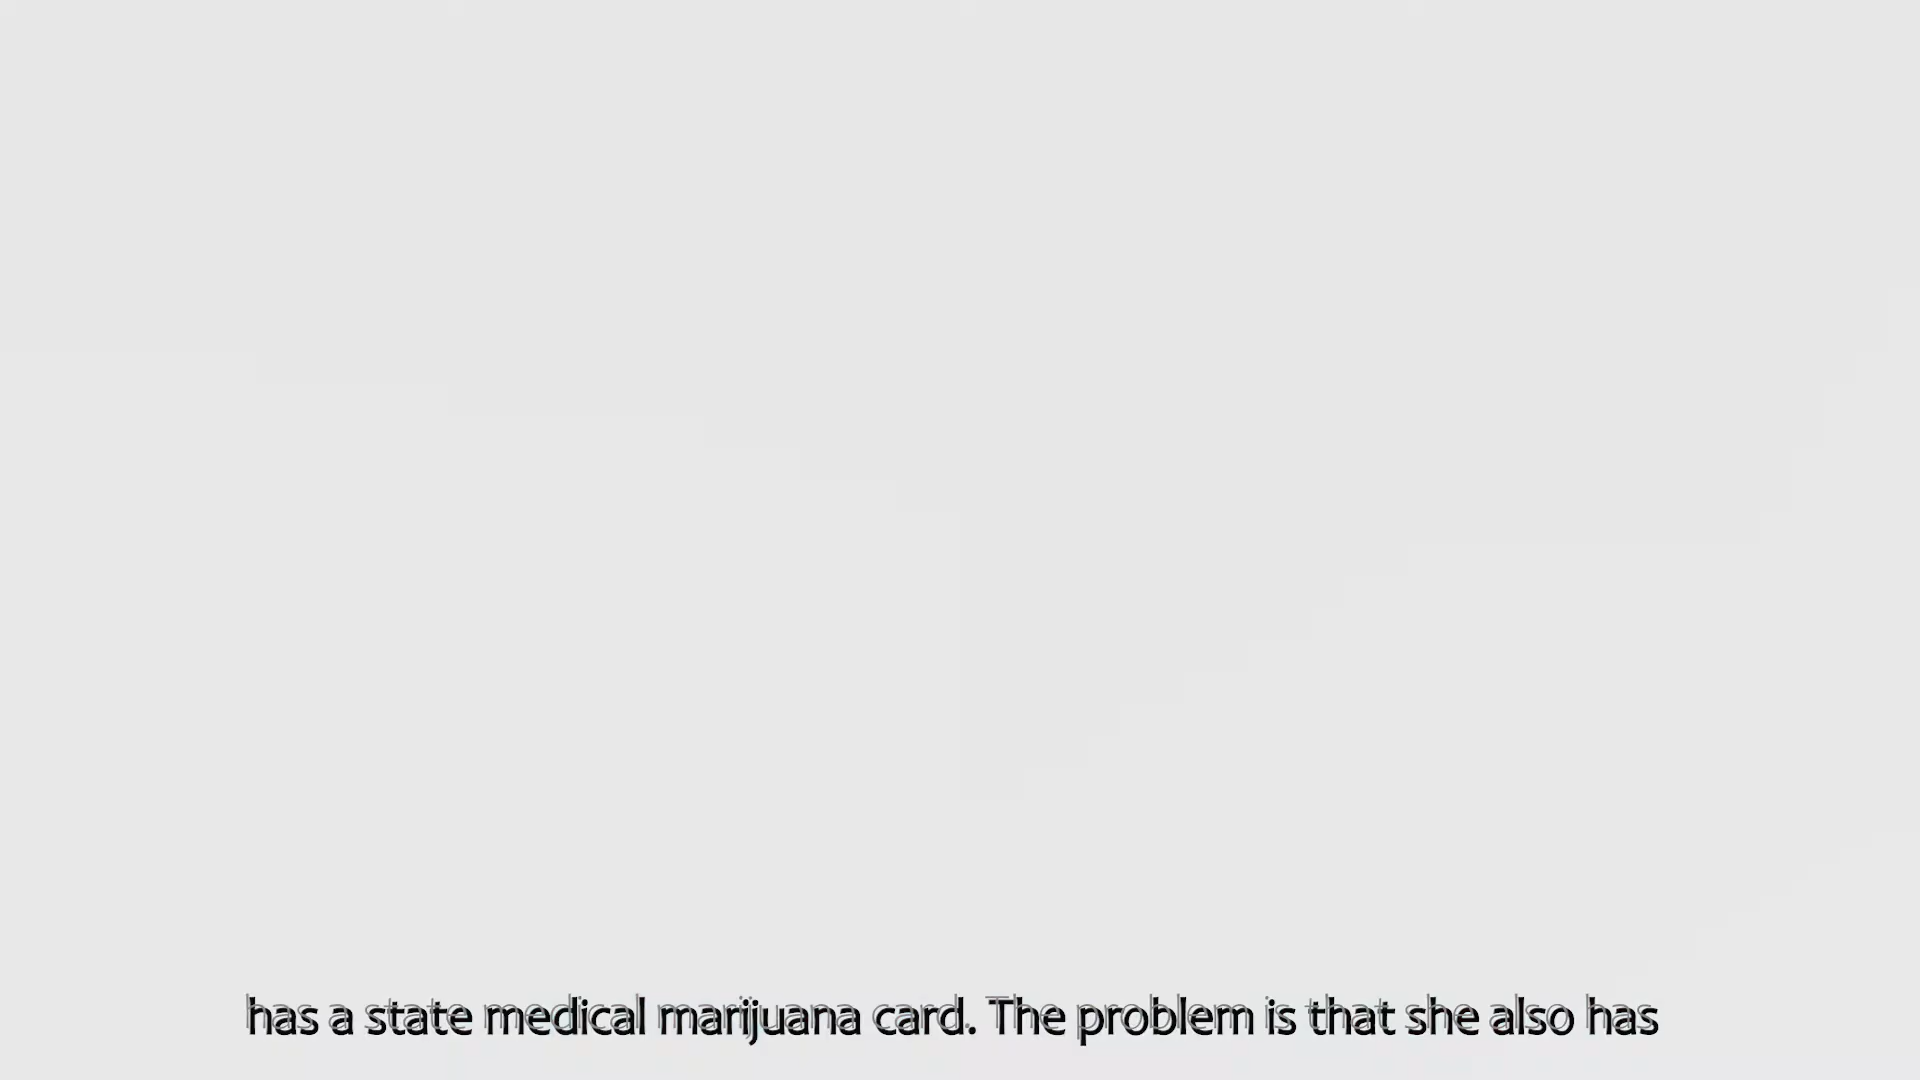 has a state medical marijuana card. The problem is that she also has